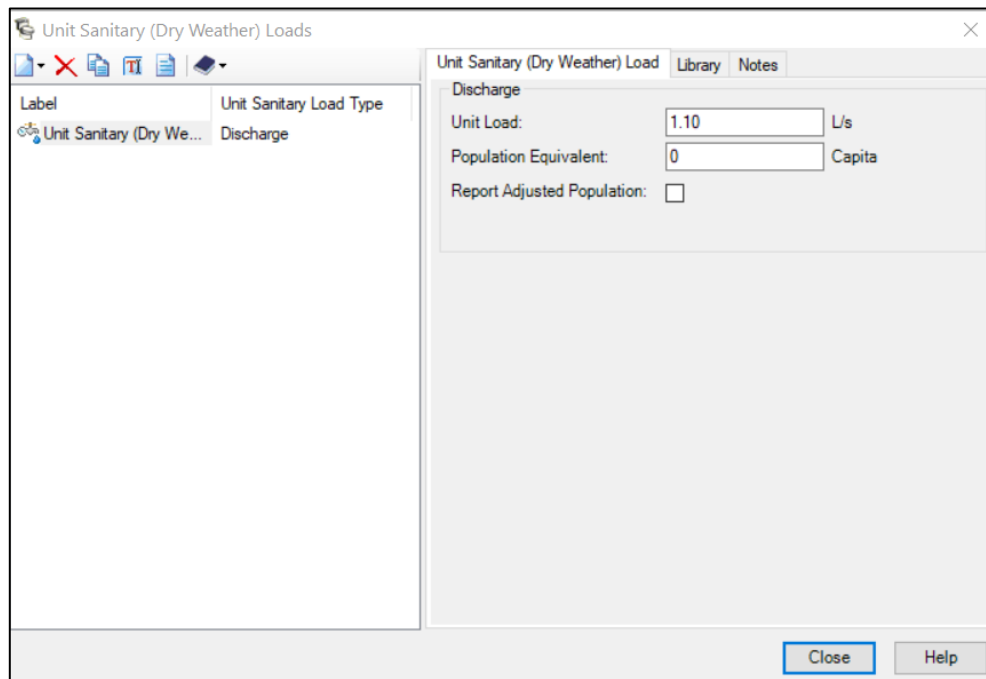 Unit Sanitary (Dry Weather) Loads
Label Unit Sanitary Load Type
Unit Sanitary (Dry We... Discharge
Unit Sanitary (Dry Weather) Load Library Notes
Discharge
Unit Load: 1.10 L/s
Population Equivalent: 0 Capita
Report Adjusted Population:
Close Help